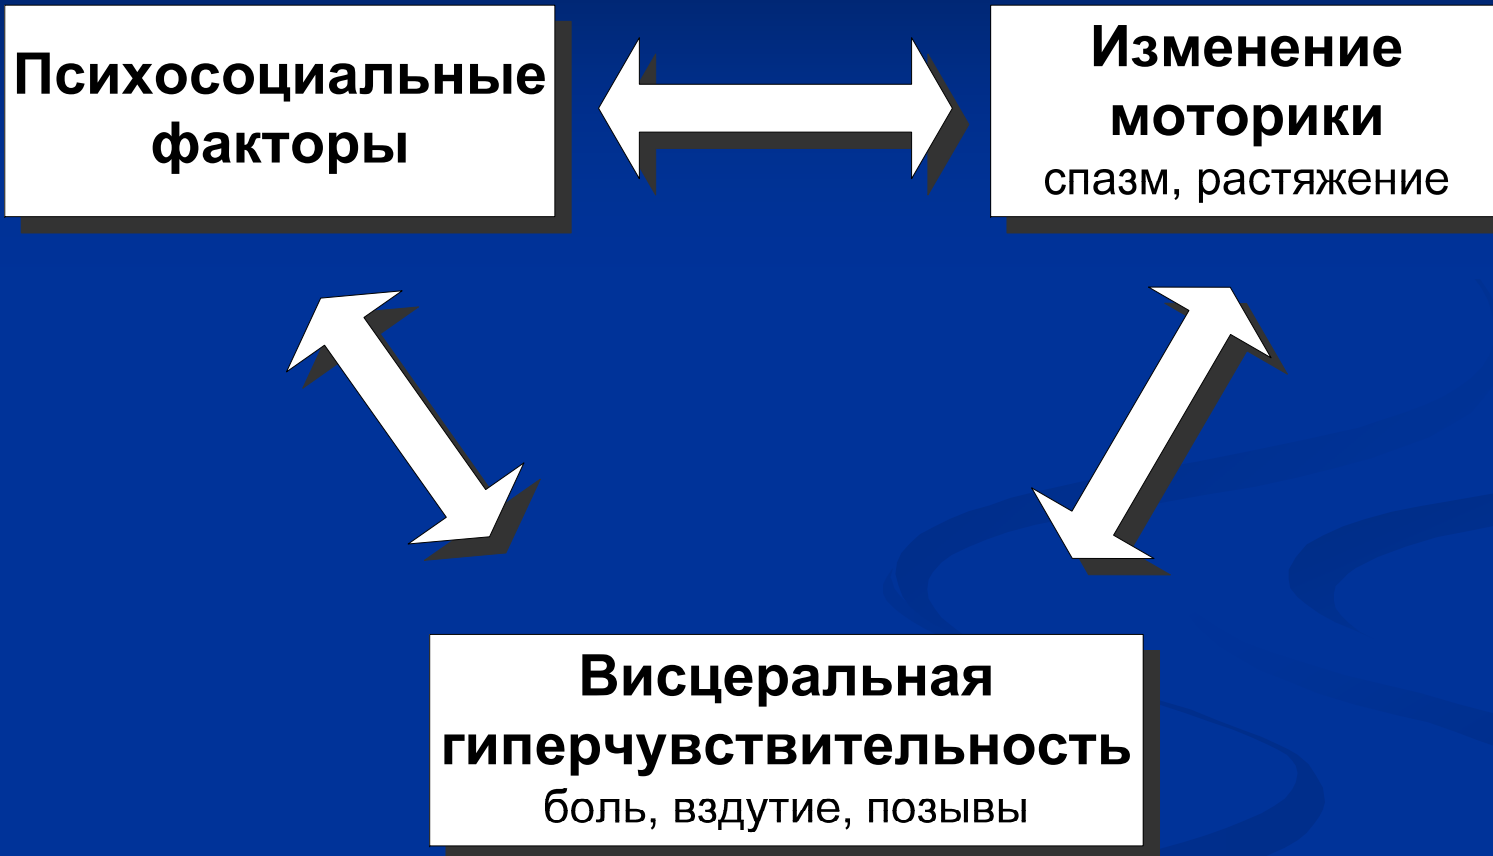 Психосоциальные
факторы
Изменение
моторики
спазм, растяжение
Висцеральная
гиперчувствительность
боль, вздутие, позывы